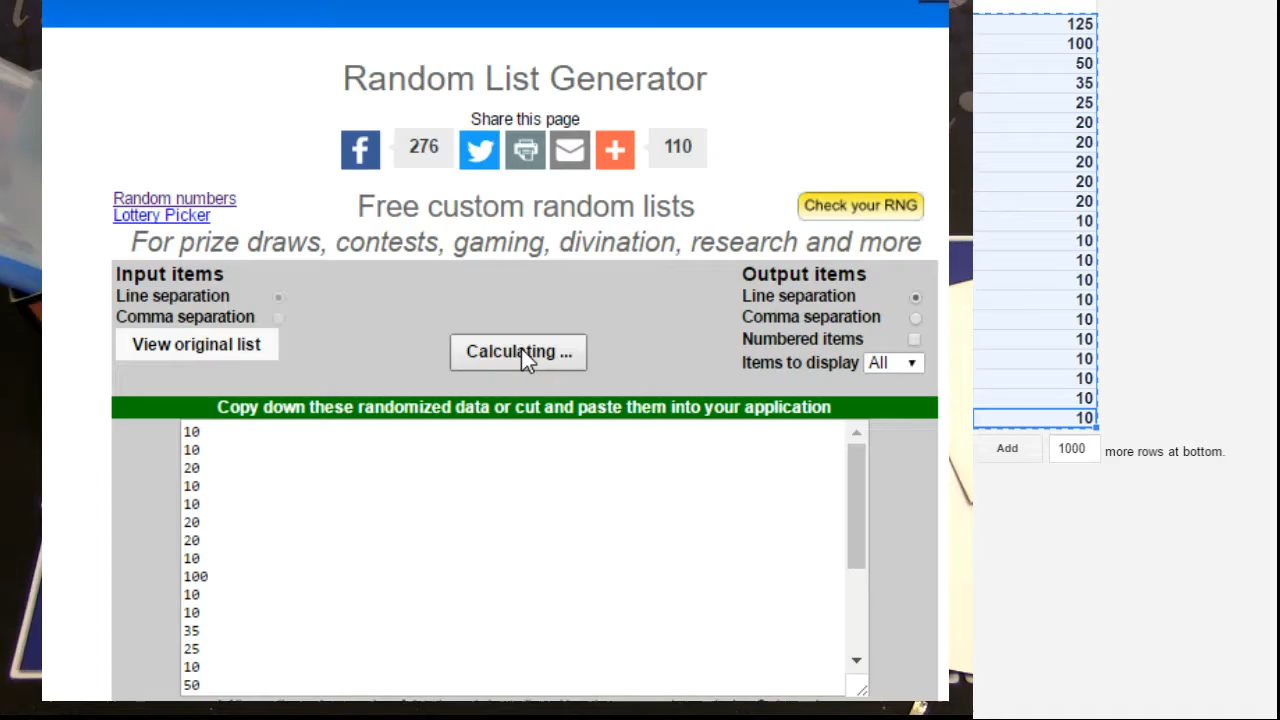 Random List Generator
Share this page
276
110
Random numbers
Lottery Picker
Free custom random lists
Check your RNG
For prize draws, contests, gaming, divination, research and more
Input items
Line separation
Comma separation
View original list
Calculating ...
Output items
Line separation
Comma separation
Numbered items
Items to display All
Copy down these randomized data or cut and paste them into your application
10
10
20
10
10
20
20
10
100
10
10
35
25
10
50
125
100
50
35
25
20
20
20
20
20
10
10
10
10
10
10
10
10
10
10
10
Add 1000 more rows at bottom.